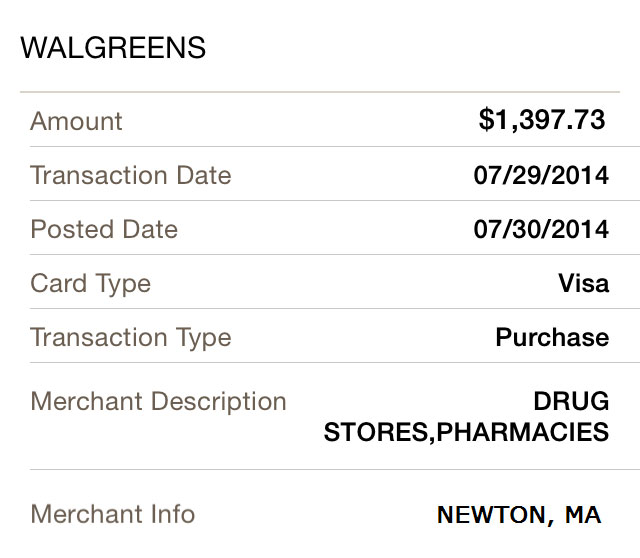 WALGREENS
Amount $1,397.73
Transaction Date 07/29/2014
Posted Date 07/30/2014
Card Type Visa
Transaction Type Purchase
Merchant Description DRUG
STORES,PHARMACIES
Merchant Info NEWTON, MA